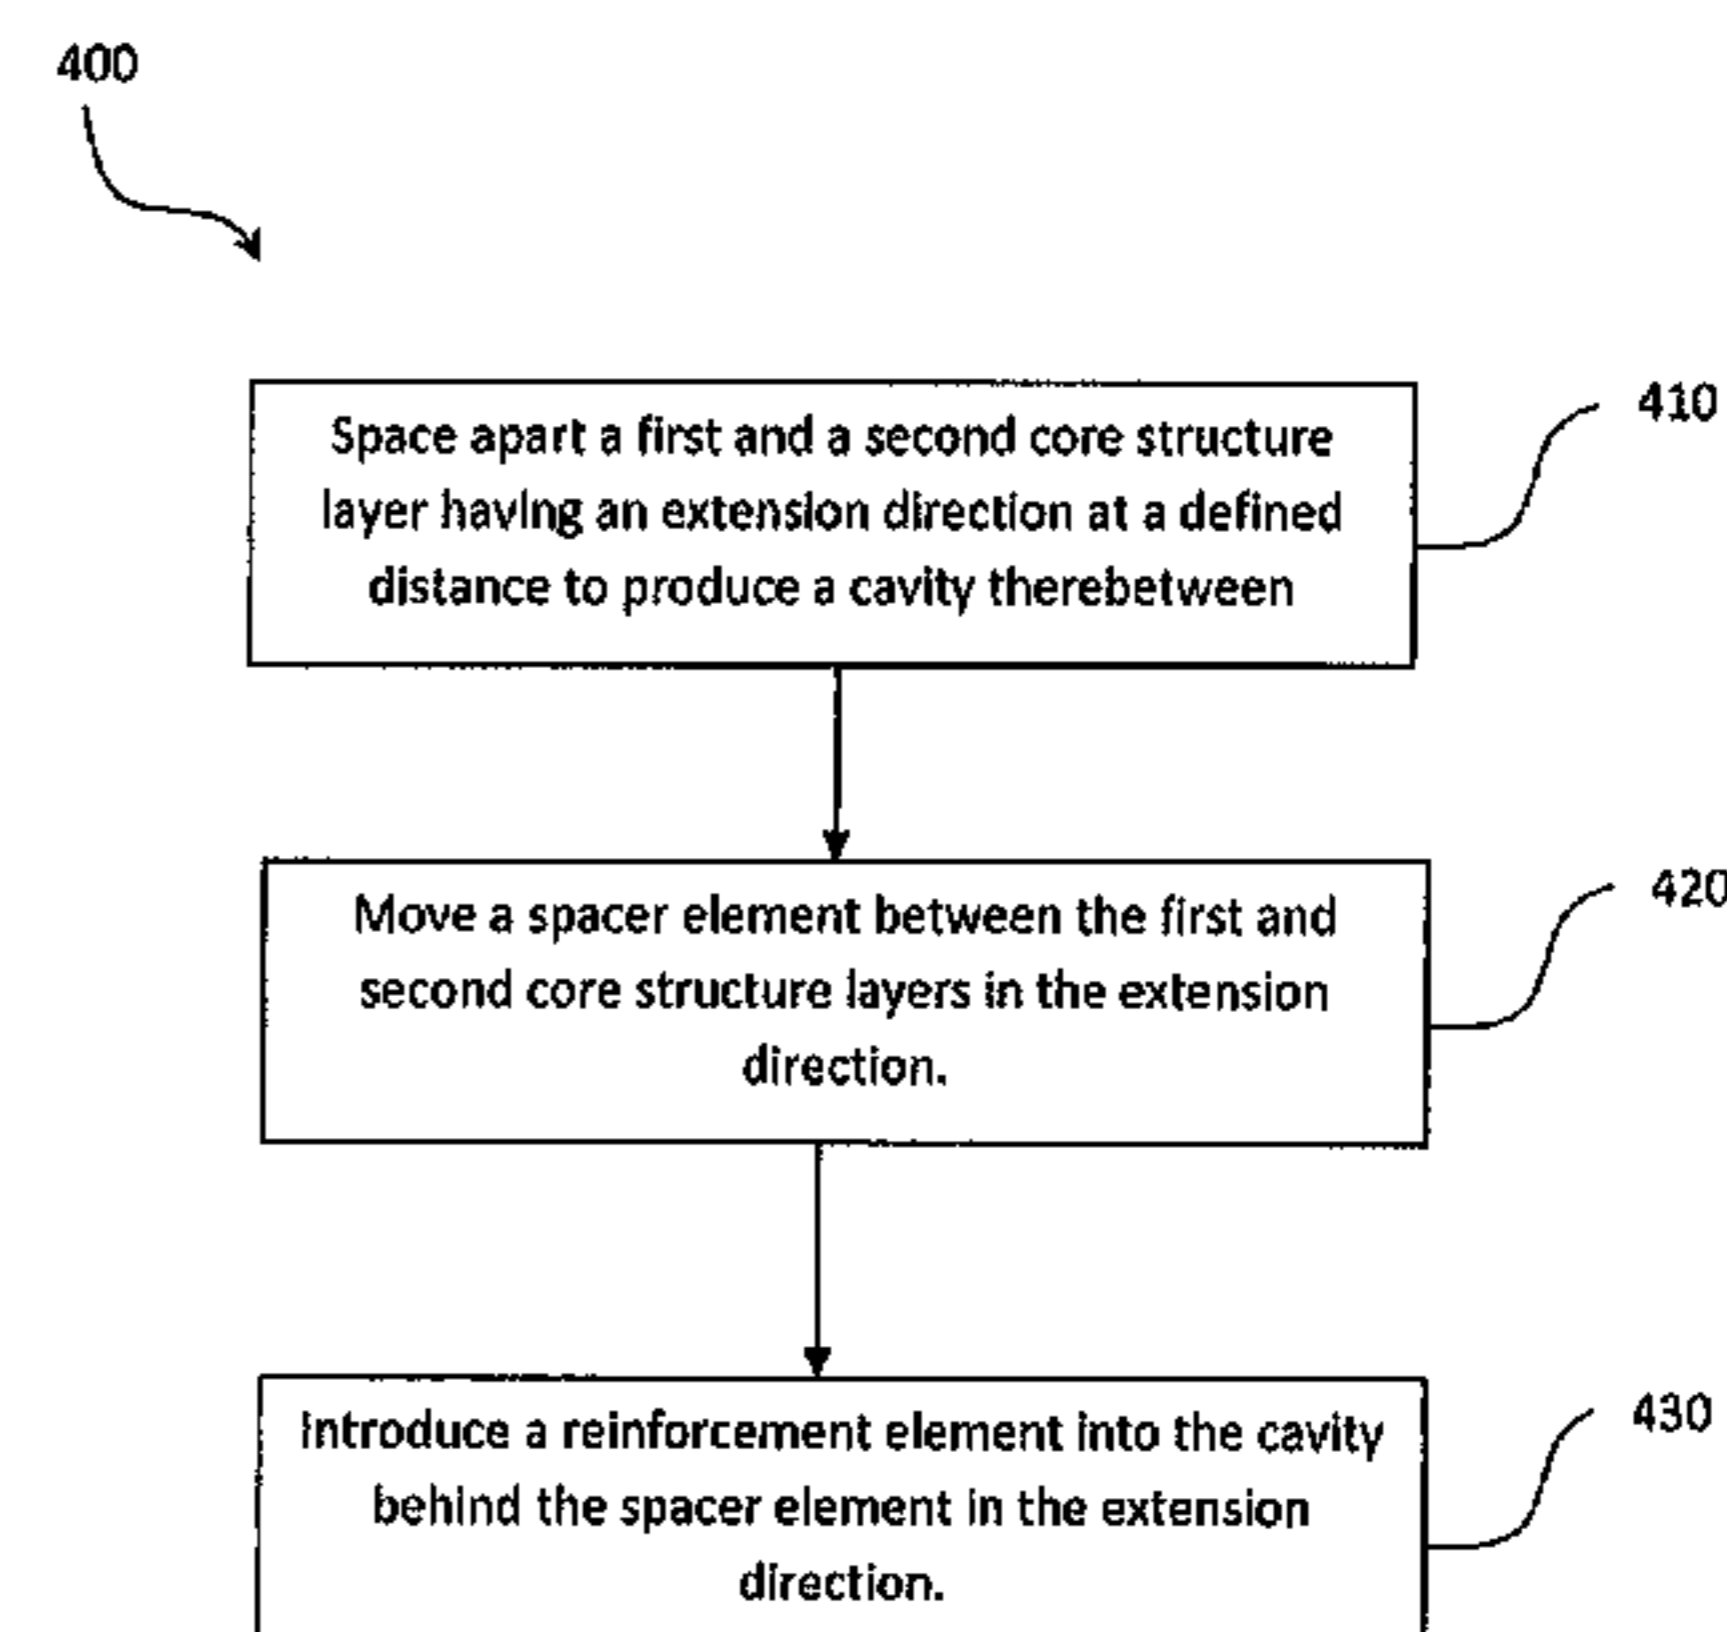 400
410
Space apart a first and a second core structure
layer having an extension direction at a defined
distance to produce a cavity therebetween
420
Move a spacer element between the first and
second core structure layers in the extension
direction.
430
Introduce a reinforcement element into the cavity
behind the spacer element in the extension
direction.